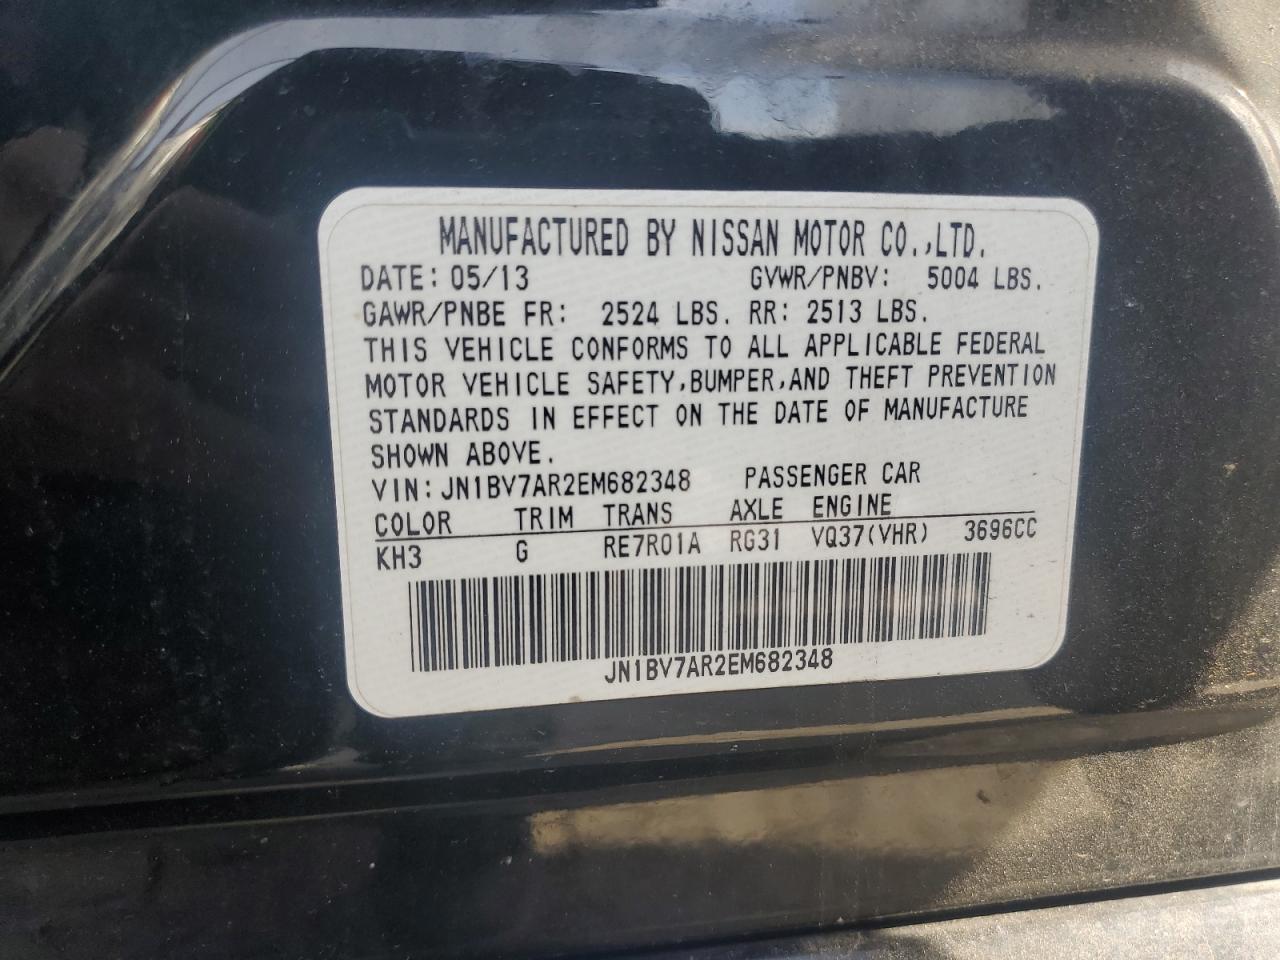 MANUFACTURED BY NISSAN MOTOR CO.,LTD.
DATE: 05/13 GVWR/PNBV: 5004 LBS.
GAWR/PNBE FR: 2524 LBS. RR: 2513 LBS.
THIS VEHICLE CONFORMS TO ALL APPLICABLE FEDERAL
MOTOR VEHICLE SAFETY,BUMPER,AND THEFT PREVENTION
STANDARDS IN EFFECT ON THE DATE OF MANUFACTURE
SHOWN ABOVE.
VIN: JN1BV7AR2EM682348 PASSENGER CAR
COLOR TRIM TRANS AXLE ENGINE
KH3 G RE7R01A RG31 VQ37(VHR) 3696CC
JN1BV7AR2EM682348